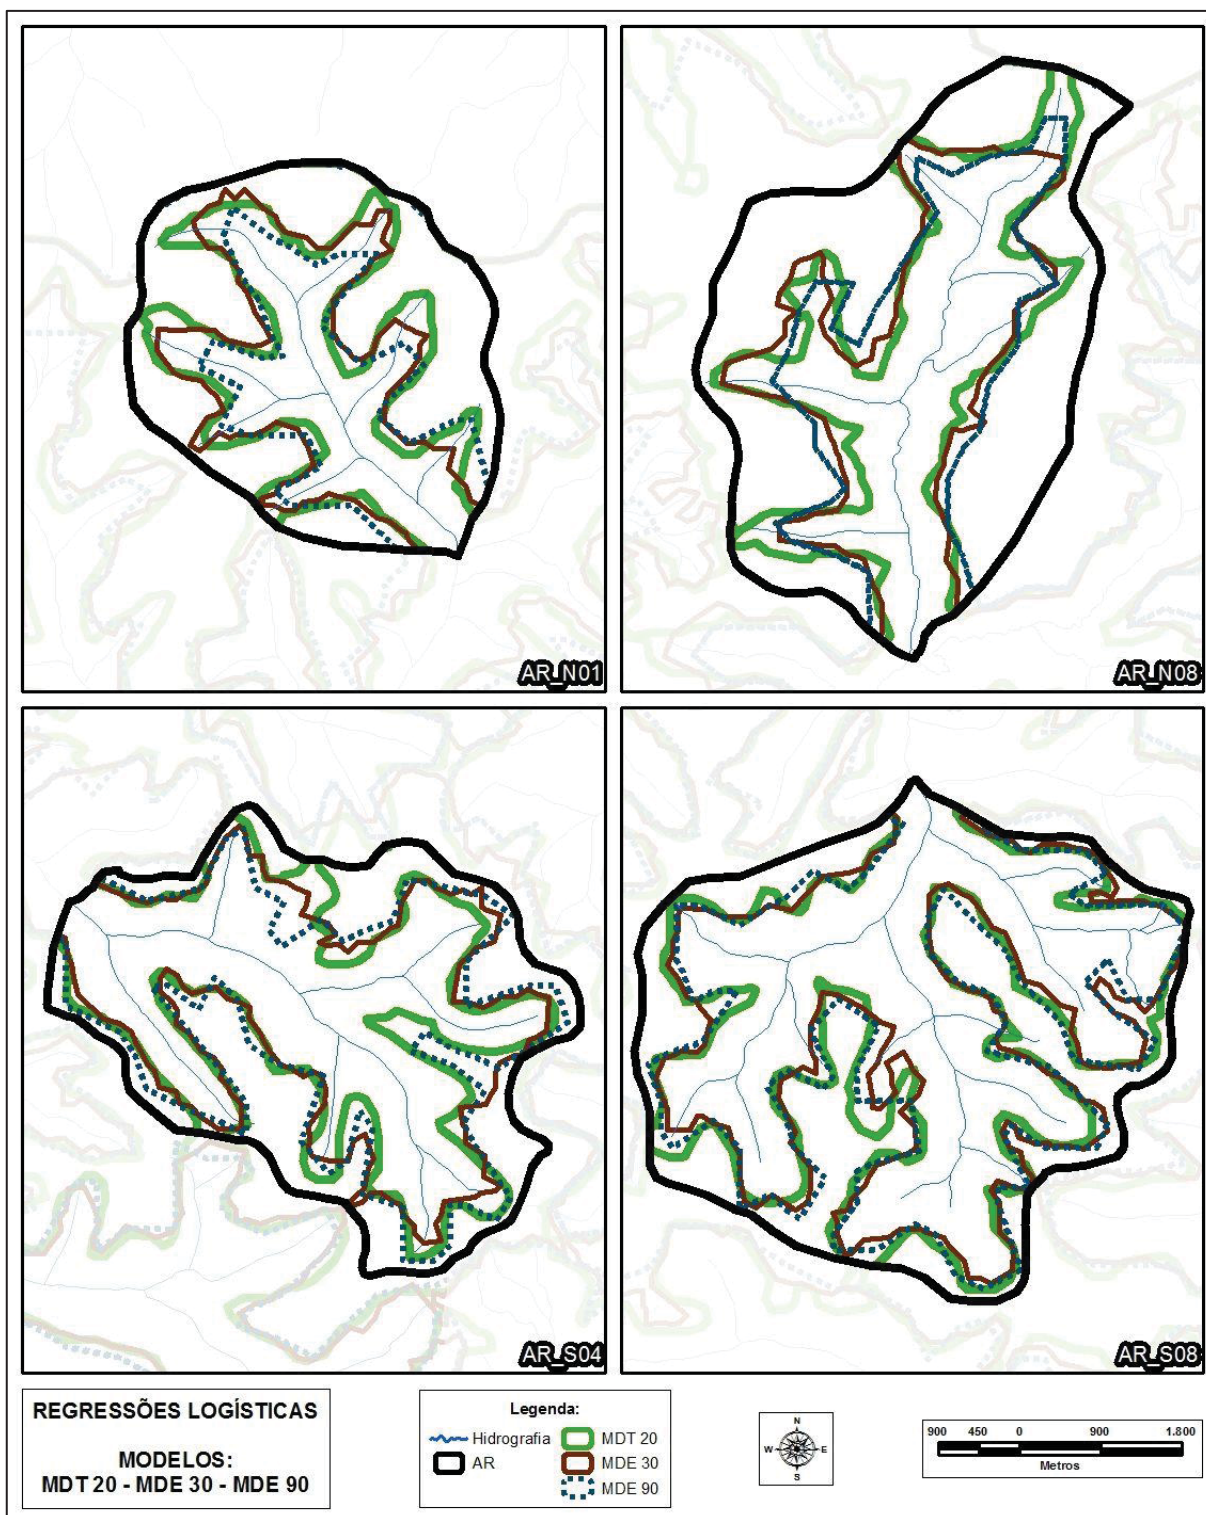 AR_N01
AR_N08
AR_S04
AR_S08
REGRESSÕES LOGÍSTICAS
MODELOS:
MDT 20 - MDE 30 - MDE 90
Legenda:
Hidrografia
AR
MDT 20
MDE 30
MDE 90
N
W E
S
900 450 0 900 1.800
Metros